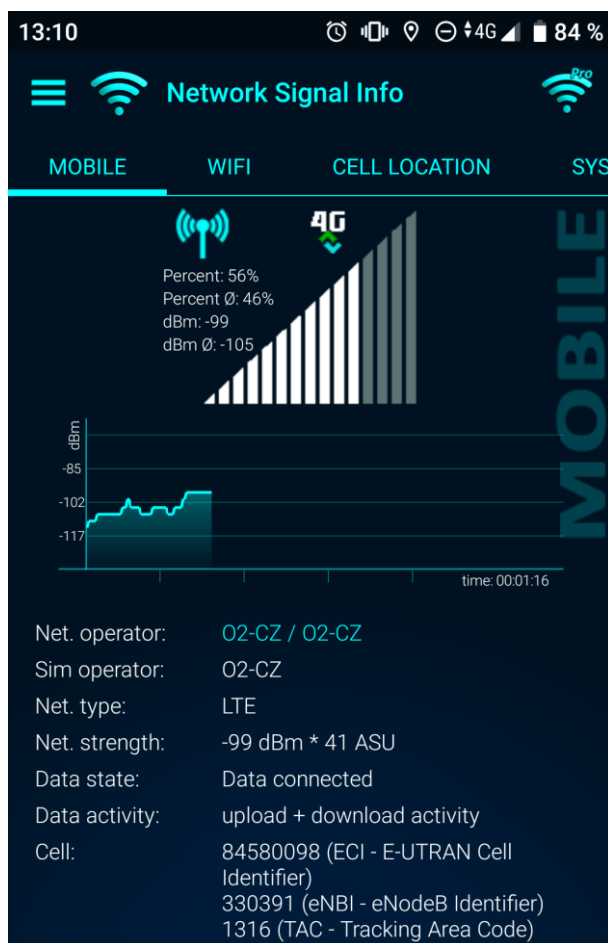 13:10 4G 84 %
Network Signal Info Pro
MOBILE WIFI CELL LOCATION SYS
4G
Percent: 56%
Percent Ø: 46%
dBm: -99
dBm Ø: -105
MOBILE
dBm
-85
-102
-117
time: 00:01:16
Net. operator: O2-CZ / O2-CZ
Sim operator: O2-CZ
Net. type: LTE
Net. strength: -99 dBm * 41 ASU
Data state: Data connected
Data activity: upload + download activity
Cell: 84580098 (ECI - E-UTRAN Cell
Identifier)
330391 (eNBI - eNodeB Identifier)
1316 (TAC - Tracking Area Code)